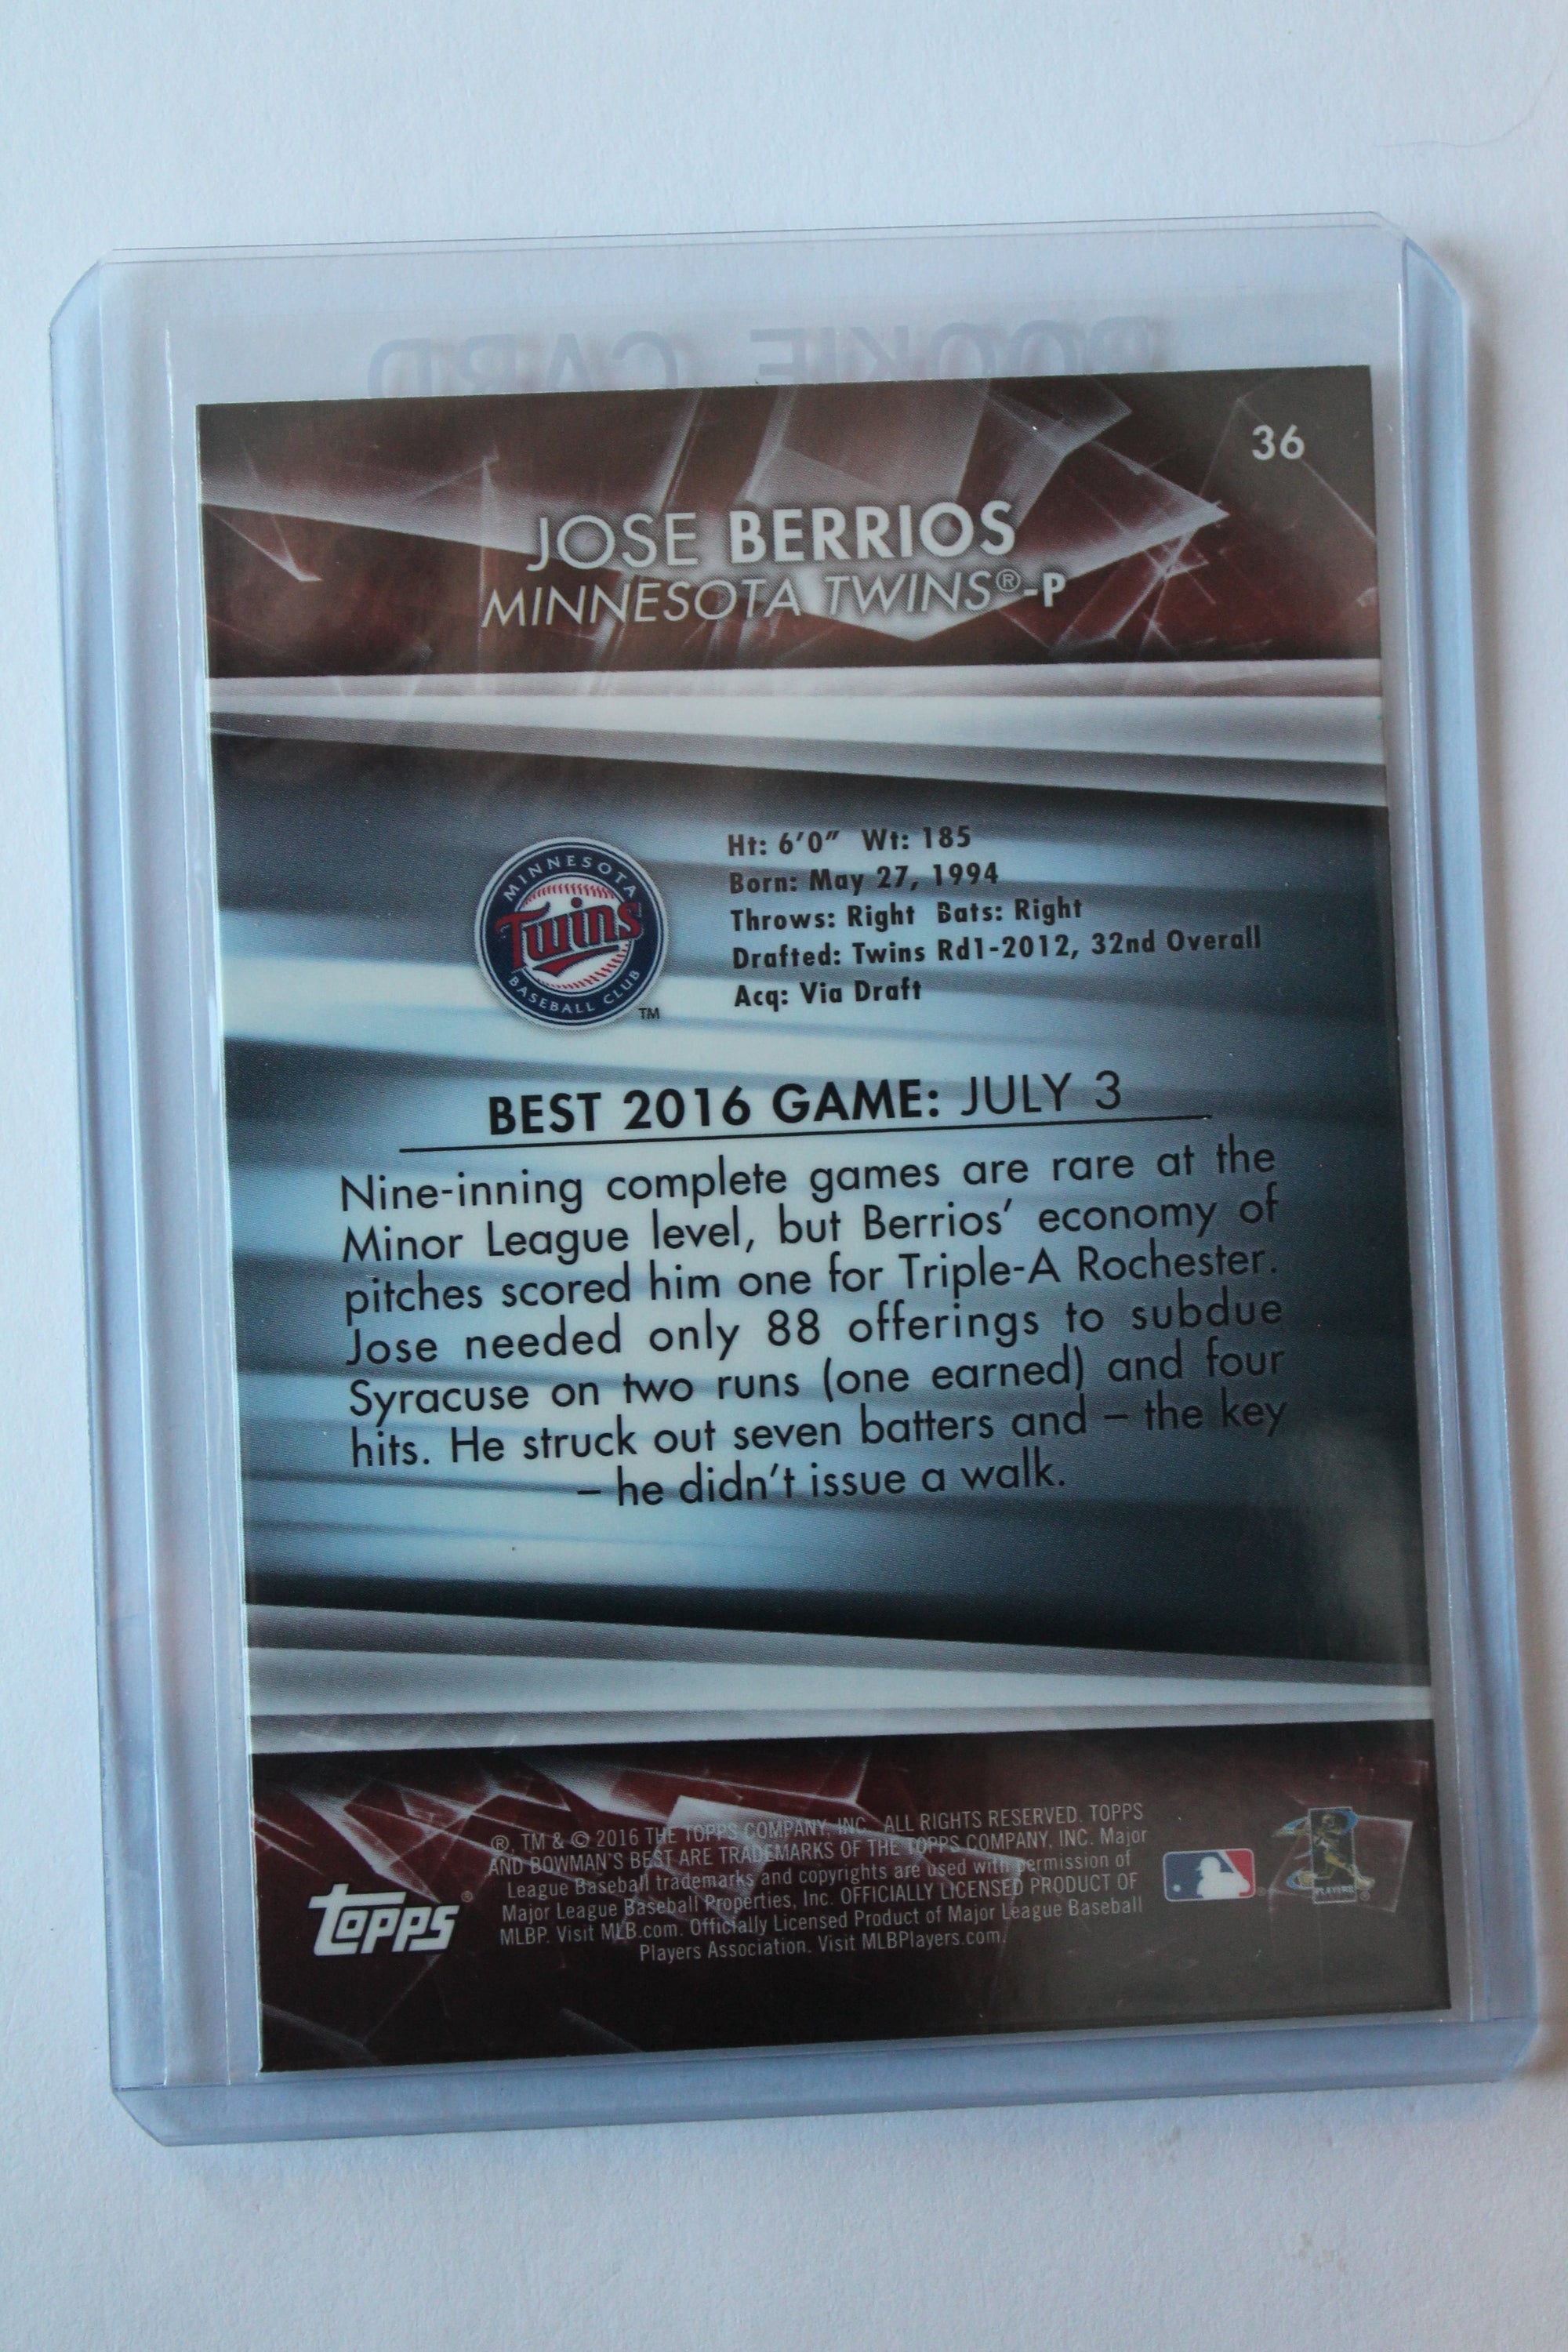 ROOKIE CARD
36
JOSE BERRIOS
MINNESOTA TWINS®-P
MINNESOTA
Twins
BASEBALL CLUB
TM
Ht: 6'0" Wt: 185
Born: May 27, 1994
Throws: Right Bats: Right
Drafted: Twins Rd1-2012, 32nd Overall
Acq: Via Draft
BEST 2016 GAME: JULY 3
Nine-inning complete games are rare at the
Minor League level, but Berrios' economy of
pitches scored him one for Triple-A Rochester.
Jose needed only 88 offerings to subdue
Syracuse on two runs (one earned) and four
hits. He struck out seven batters and – the key
– he didn't issue a walk.
®, TM & © 2016 THE TOPPS COMPANY, INC. ALL RIGHTS RESERVED. TOPPS
AND BOWMAN'S BEST ARE TRADEMARKS OF THE TOPPS COMPANY, INC. Major
League Baseball trademarks and copyrights are used with permission of
Major League Baseball Properties, Inc. OFFICIALLY LICENSED PRODUCT OF
MLBP. Visit MLB.com. Officially Licensed Product of Major League Baseball
Players Association. Visit MLBPlayers.com.
Topps®
PLAYERS